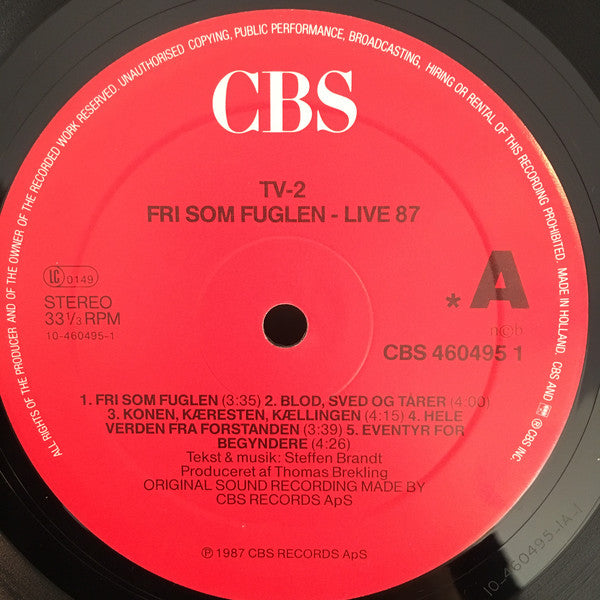 ALL RIGHTS OF THE PRODUCER AND OF THE OWNER OF THE RECORDED WORK RESERVED. UNAUTHORISED COPYING, PUBLIC PERFORMANCE, BROADCASTING, HIRING OR RENTAL OF THIS RECORDING PROHIBITED. MADE IN HOLLAND. CBS AND ® CBS INC.
CBS
TV-2
FRI SOM FUGLEN - LIVE 87
LC 0149
STEREO
33⅓ RPM
10-460495-1
* A
n©b
CBS 460495 1
1. FRI SOM FUGLEN (3:35) 2. BLOD, SVED OG TÅRER (4:00)
3. KONEN, KÆRESTEN, KÆLLINGEN (4:15) 4. HELE
VERDEN FRA FORSTANDEN (3:39) 5. EVENTYR FOR
BEGYNDERE (4:26)
Tekst & musik: Steffen Brandt
Produceret af Thomas Brekling
ORIGINAL SOUND RECORDING MADE BY
CBS RECORDS ApS
℗ 1987 CBS RECORDS ApS
10-460495-1A-1